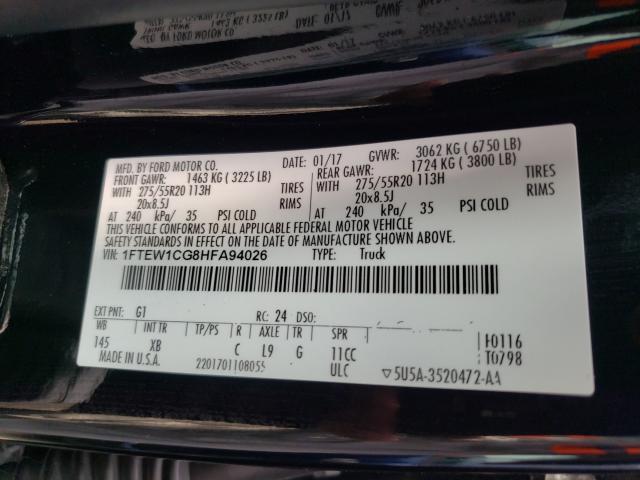 MFD. BY FORD MOTOR CO.
DATE: 01/17 GVWR: 3062 KG ( 6750 LB)
FRONT GAWR: 1463 KG ( 3225 LB)
REAR GAWR: 1724 KG ( 3800 LB)
WITH 275/55R20 113H TIRES
WITH 275/55R20 113H TIRES
20x8.5J RIMS
20x8.5J RIMS
AT 240 kPa/ 35 PSI COLD
AT 240 kPa/ 35 PSI COLD
THIS VEHICLE CONFORMS TO ALL APPLICABLE FEDERAL MOTOR VEHICLE
SAFETY STANDARDS IN EFFECT ON THE DATE OF MANUFACTURE SHOWN ABOVE.
VIN: 1FTEW1CG8HFA94026 TYPE: Truck
EXT PNT: G1 RC: 24 DSO:
WB INT TR TP/PS R AXLE TR SPR
145 XB C L9 G 11CC F0116
ULC T0798
MADE IN U.S.A. 2201701108055 ▽5U5A-3520472-AA